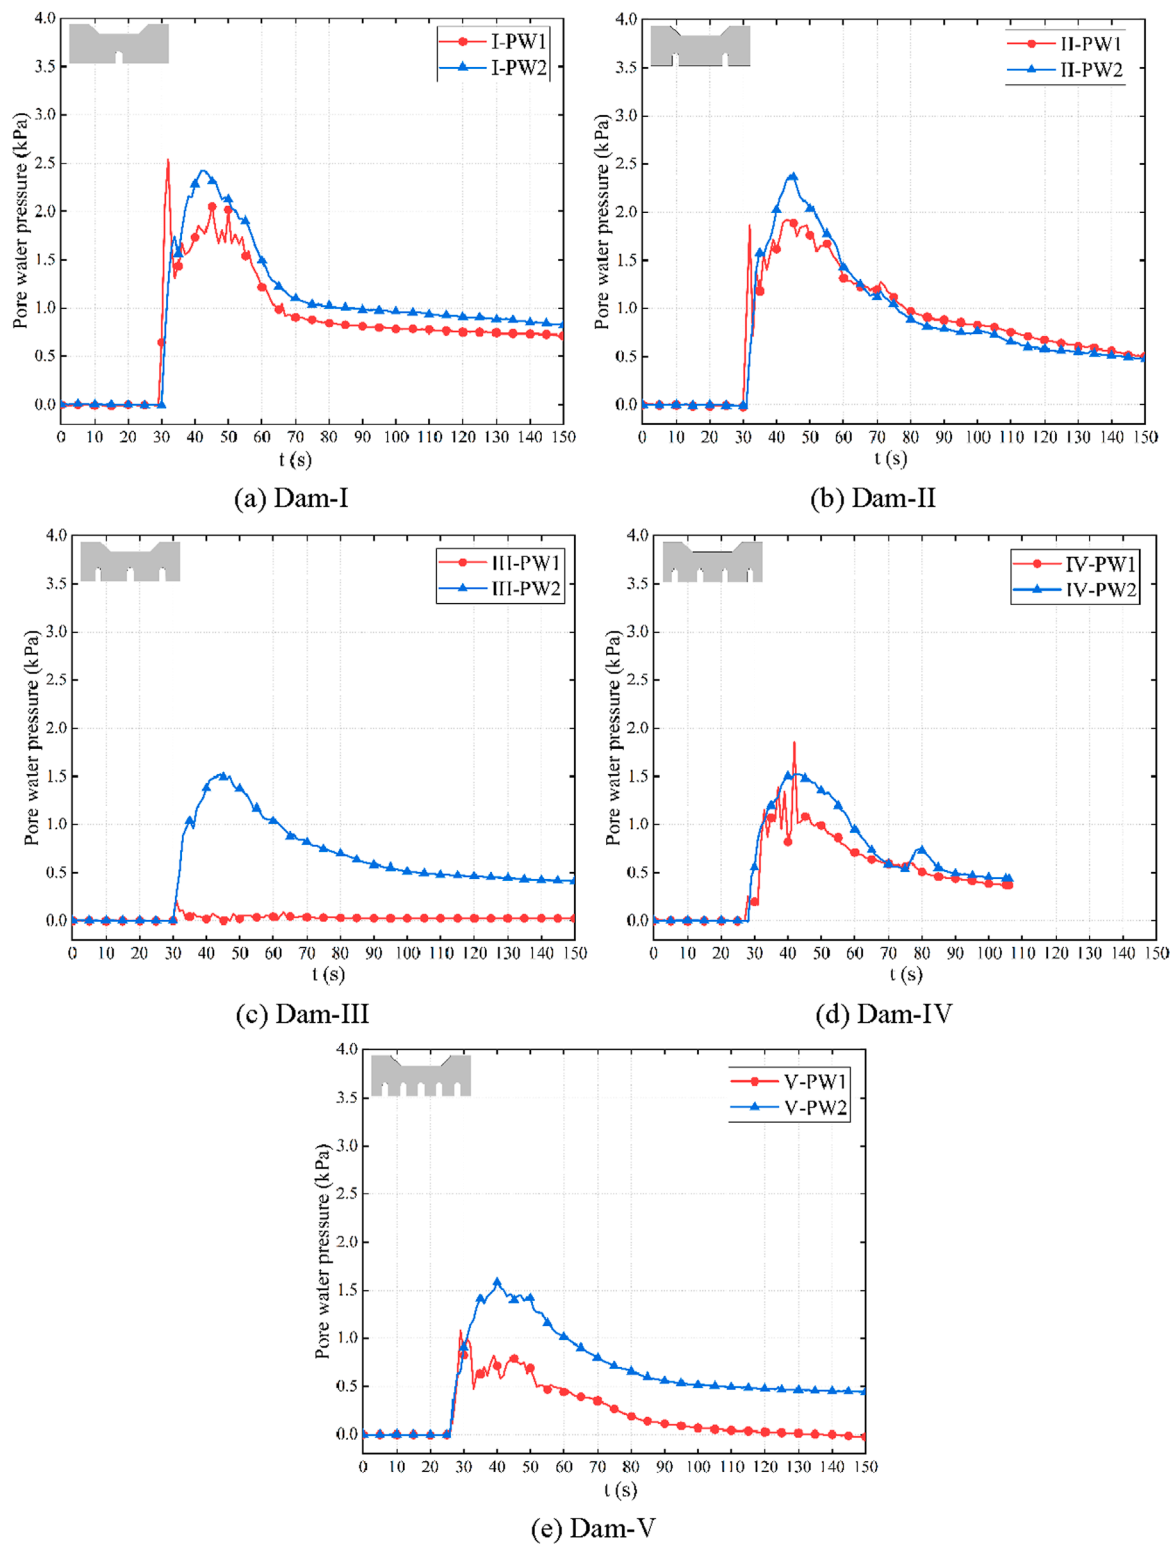 4.0
3.5
3.0
2.5
2.0
1.5
1.0
0.5
0.0
Pore water pressure (kPa)
I-PW1
I-PW2
0 10 20 30 40 50 60 70 80 90 100 110 120 130 140 150
t (s)
(a) Dam-I
4.0
3.5
3.0
2.5
2.0
1.5
1.0
0.5
0.0
Pore water pressure (kPa)
II-PW1
II-PW2
0 10 20 30 40 50 60 70 80 90 100 110 120 130 140 150
t (s)
(b) Dam-II
4.0
3.5
3.0
2.5
2.0
1.5
1.0
0.5
0.0
Pore water pressure (kPa)
III-PW1
III-PW2
0 10 20 30 40 50 60 70 80 90 100 110 120 130 140 150
t (s)
(c) Dam-III
4.0
3.5
3.0
2.5
2.0
1.5
1.0
0.5
0.0
Pore water pressure (kPa)
IV-PW1
IV-PW2
0 10 20 30 40 50 60 70 80 90 100 110 120 130 140 150
t (s)
(d) Dam-IV
4.0
3.5
3.0
2.5
2.0
1.5
1.0
0.5
0.0
Pore water pressure (kPa)
V-PW1
V-PW2
0 10 20 30 40 50 60 70 80 90 100 110 120 130 140 150
t (s)
(e) Dam-V